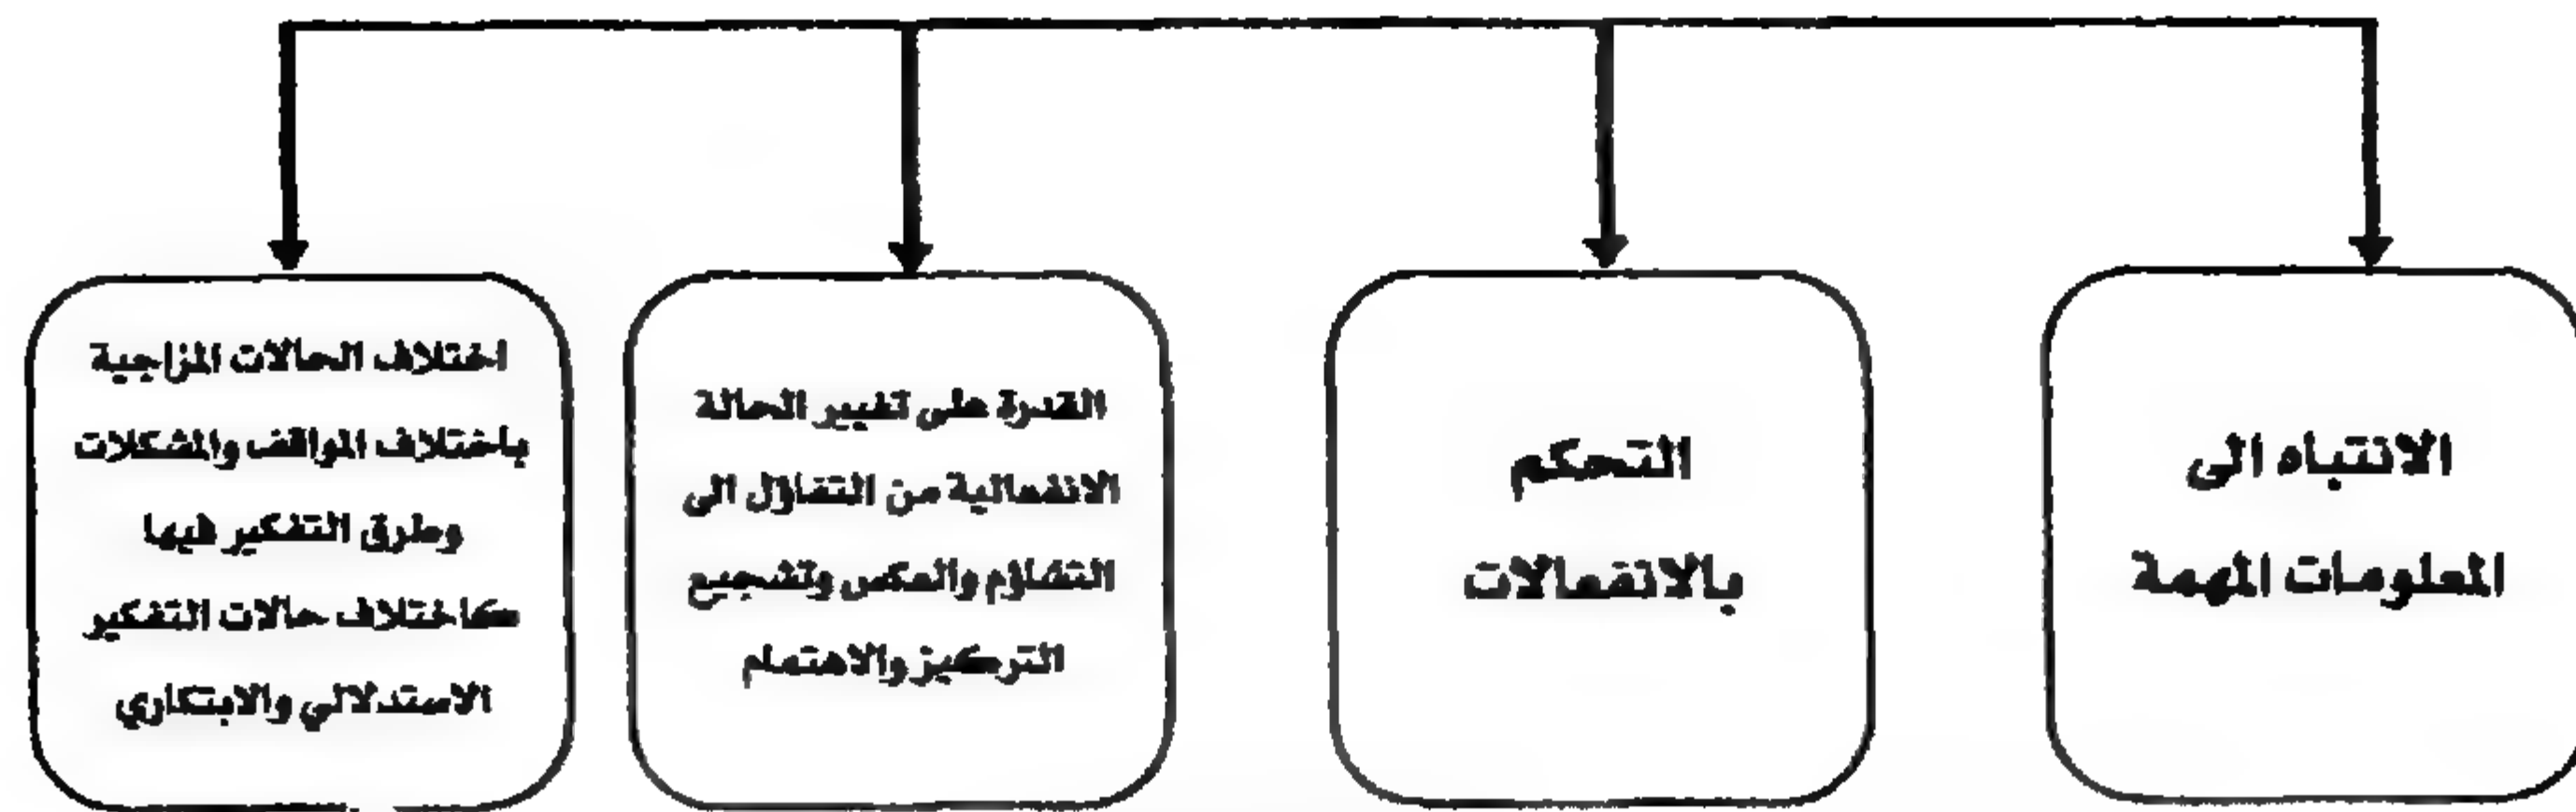 الانتباه الى
المعلومات المهمة
التحكم
بالانفعالات
القدرة على تغيير الحالة
الانفعالية من التفاؤل الى
التشاؤم والعكس وتشجيع
التركيز والاهتمام
اختلاف الحالات المزاجية
باختلاف المواقف والمشكلات
وطرق التفكير فيها
كاختلاف حالات التفكير
الاستدلالي والابتكاري